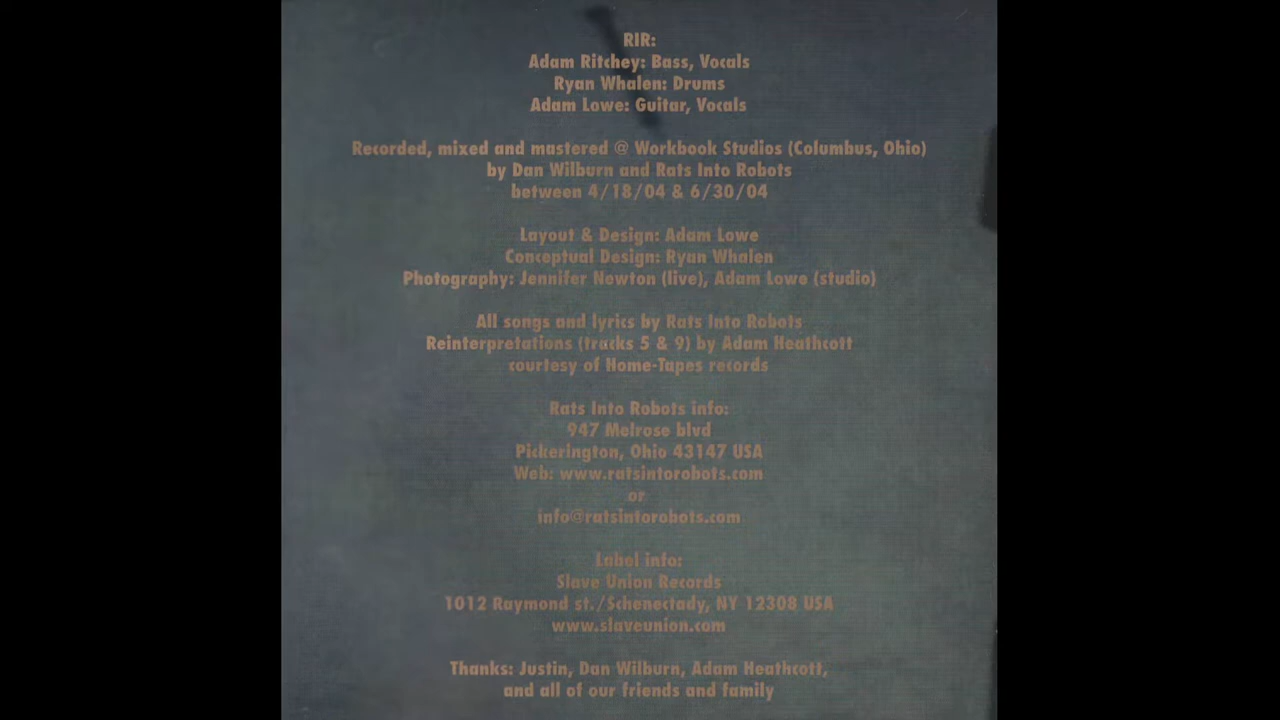 RIR:
Adam Ritchey: Bass, Vocals
Ryan Whalen: Drums
Adam Lowe: Guitar, Vocals
Recorded, mixed and mastered @ Workbook Studios (Columbus, Ohio)
by Dan Wilburn and Rats Into Robots
between 4/18/04 & 6/30/04
Layout & Design: Adam Lowe
Conceptual Design: Ryan Whalen
Photography: Jennifer Newton (live), Adam Lowe (studio)
All songs and lyrics by Rats Into Robots
Reinterpretations (tracks 5 & 9) by Adam Heathcott
courtesy of Home-Tapes records
Rats Into Robots info:
947 Melrose blvd
Pickerington, Ohio 43147 USA
Web: www.ratsintorobots.com
or
info@ratsintorobots.com
Label info:
Slave Union Records
1012 Raymond st./Schenectady, NY 12308 USA
www.slaveunion.com
Thanks: Justin, Dan Wilburn, Adam Heathcott,
and all of our friends and family